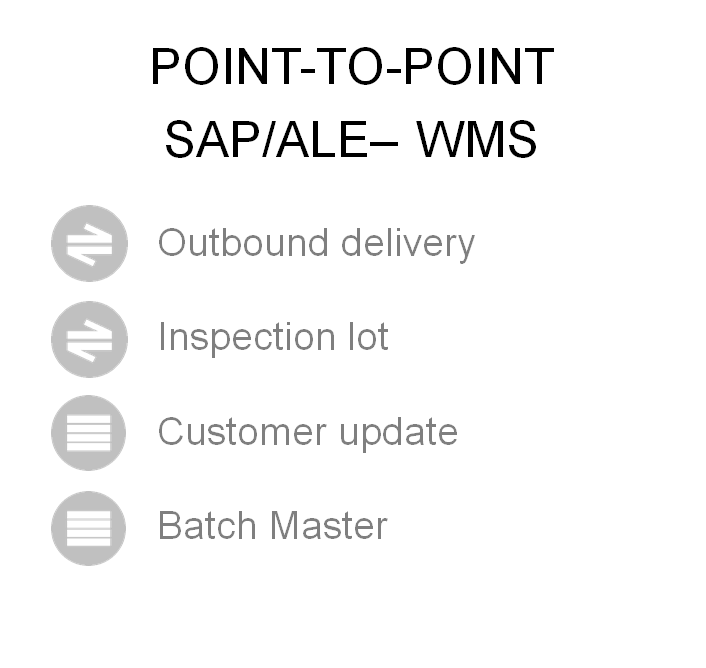 POINT-TO-POINT
SAP/ALE– WMS
Outbound delivery
Inspection lot
Customer update
Batch Master